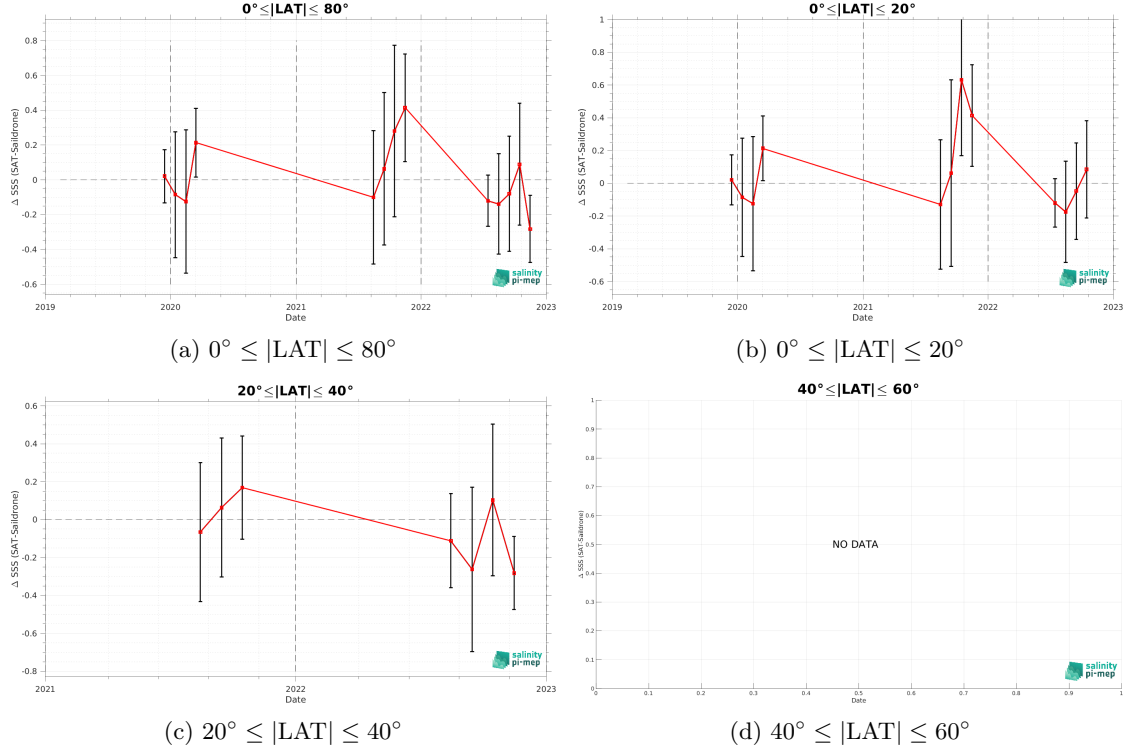 0°≤|LAT|≤ 80°
Δ SSS (SAT-Saildrone)
0.8
0.6
0.4
0.2
0
-0.2
-0.4
-0.6
2019
2020
2021
2022
2023
Date
salinity
pi-mep
(a) 0° ≤ |LAT| ≤ 80°
0°≤|LAT|≤ 20°
Δ SSS (SAT-Saildrone)
1
0.8
0.6
0.4
0.2
0
-0.2
-0.4
-0.6
2019
2020
2021
2022
2023
Date
salinity
pi-mep
(b) 0° ≤ |LAT| ≤ 20°
20°≤|LAT|≤ 40°
Δ SSS (SAT-Saildrone)
0.6
0.4
0.2
0
-0.2
-0.4
-0.6
-0.8
2021
2022
2023
Date
salinity
pi-mep
(c) 20° ≤ |LAT| ≤ 40°
40°≤|LAT|≤ 60°
Δ SSS (SAT-Saildrone)
1
0.9
0.8
0.7
0.6
0.5
0.4
0.3
0.2
0.1
0
NO DATA
0
0.1
0.2
0.3
0.4
0.5
0.6
0.7
0.8
0.9
1
Date
salinity
pi-mep
(d) 40° ≤ |LAT| ≤ 60°